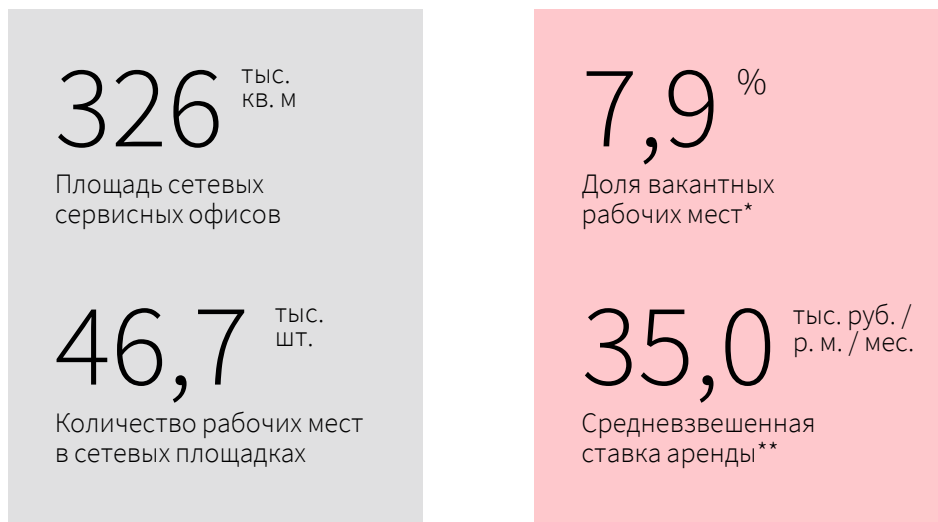 326 тыс.
кв. м
Площадь сетевых
сервисных офисов
46,7 тыс.
шт.
Количество рабочих мест
в сетевых площадках
7,9 %
Доля вакантных
рабочих мест*
35,0 тыс. руб. /
р. м. / мес.
Средневзвешенная
ставка аренды**